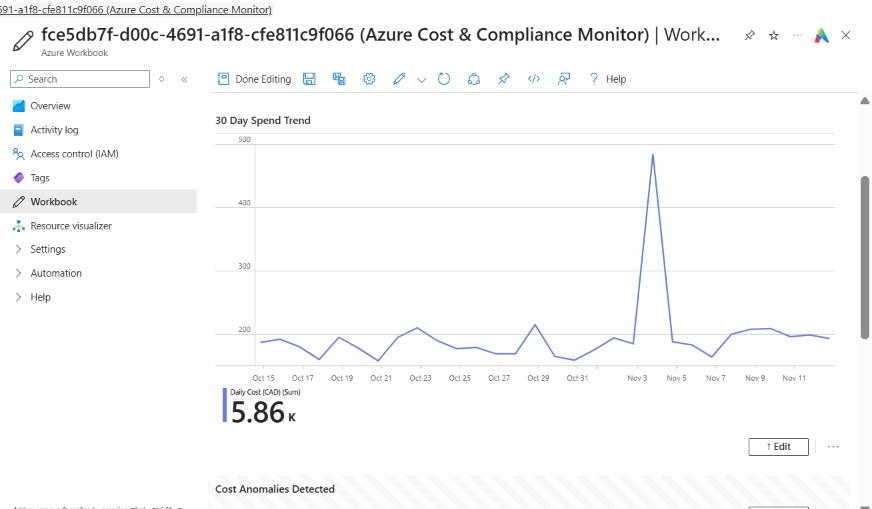 691-a1f8-cfe811c9f066 (Azure Cost & Compliance Monitor)
fce5db7f-d00c-4691-a1f8-cfe811c9f066 (Azure Cost & Compliance Monitor) | Work...
Azure Workbook
Search
Overview
Activity log
Access control (IAM)
Tags
Workbook
Resource visualizer
Settings
Automation
Help
Done Editing
Help
30 Day Spend Trend
500
400
300
200
Oct 15 Oct 17 Oct 19 Oct 21 Oct 23 Oct 25 Oct 27 Oct 29 Oct 31 Nov 3 Nov 5 Nov 7 Nov 9 Nov 11
Daily Cost (CAD) (Sum)
5.86 K
↑ Edit
Cost Anomalies Detected